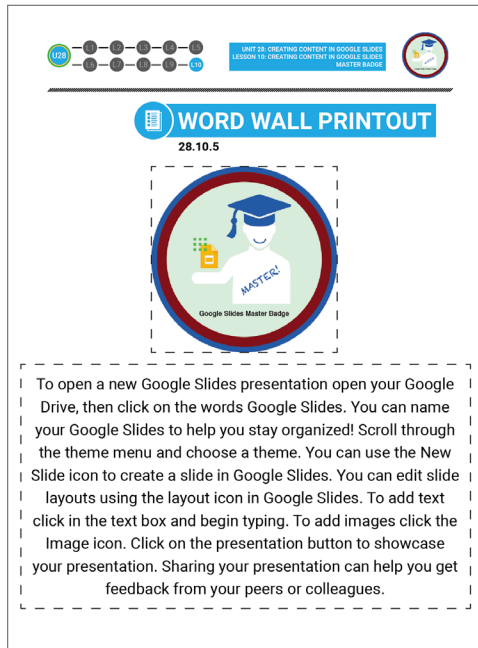 U28
L1 L2 L3 L4 L5
L6 L7 L8 L9 L10
UNIT 28: CREATING CONTENT IN GOOGLE SLIDES
LESSON 10: CREATING CONTENT IN GOOGLE SLIDES
MASTER BADGE
MASTER!
WORD WALL PRINTOUT
28.10.5
MASTER!
Google Slides Master Badge
To open a new Google Slides presentation open your Google
Drive, then click on the words Google Slides. You can name
your Google Slides to help you stay organized! Scroll through
the theme menu and choose a theme. You can use the New
Slide icon to create a slide in Google Slides. You can edit slide
layouts using the layout icon in Google Slides. To add text
click in the text box and begin typing. To add images click the
Image icon. Click on the presentation button to showcase
your presentation. Sharing your presentation can help you get
feedback from your peers or colleagues.